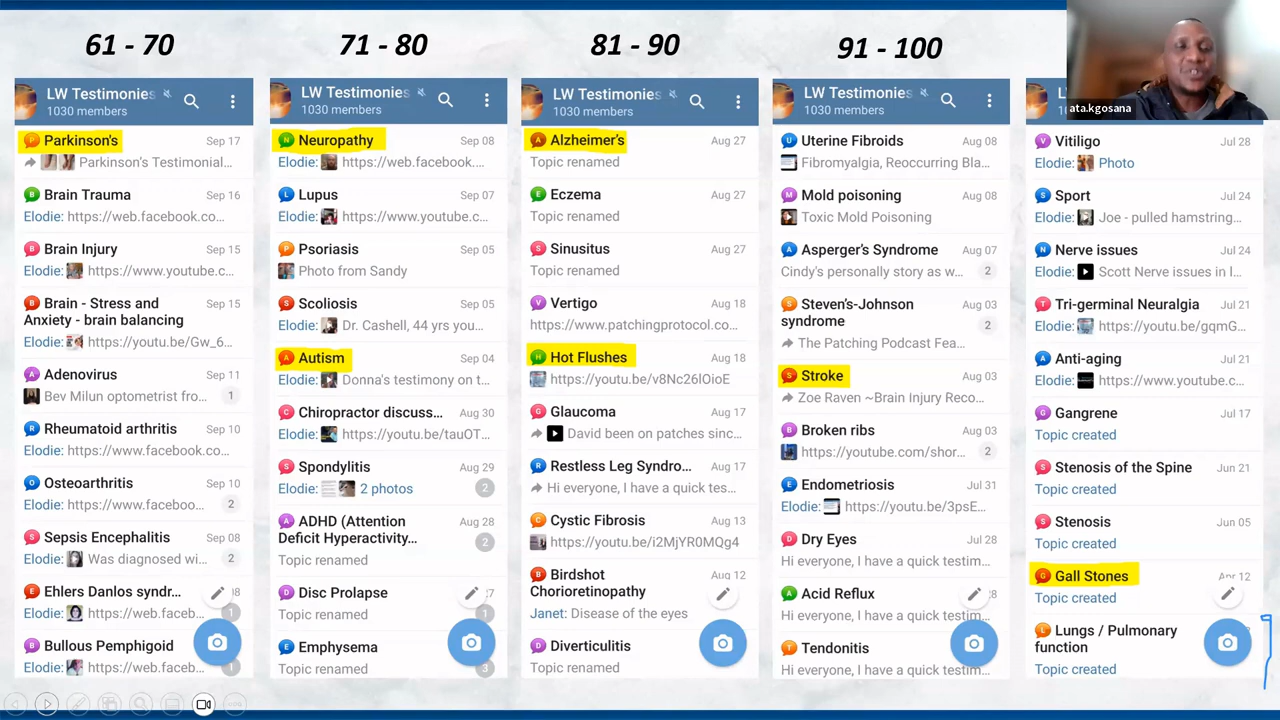 61 - 70
71 - 80
81 - 90
91 - 100
ata.kgosana
LW Testimonies
1030 members
Parkinson's
Sep 17
Parkinson's Testimonial...
Brain Trauma
Sep 16
Elodie: https://web.facebook.co...
Brain Injury
Sep 15
Elodie: https://www.youtube.c...
Brain - Stress and
Sep 15
Anxiety - brain balancing
Elodie: https://youtu.be/Gw_6...
Adenovirus
Sep 11
Bev Milun optometrist fro...
1
Rheumatoid arthritis
Sep 10
Elodie: https://www.facebook.co...
Osteoarthritis
Sep 10
Elodie: https://www.faceboo...
2
Sepsis Encephalitis
Sep 08
Elodie: Was diagnosed wi...
2
Ehlers Danlos syndr...
Elodie: https://web.faceb...
1
Bullous Pemphigoid
Elodie: https://web.faceb...
1
LW Testimonies
1030 members
Neuropathy
Sep 08
Elodie: https://web.facebook....
Lupus
Sep 07
Elodie: https://www.youtube.c...
Psoriasis
Sep 05
Photo from Sandy
Scoliosis
Sep 05
Elodie: Dr. Cashell, 44 yrs you...
Autism
Sep 04
Elodie: Donna's testimony on t...
Chiropractor discuss...
Aug 30
Elodie: https://youtu.be/tauOT...
Spondylitis
Aug 29
Elodie: 2 photos
2
ADHD (Attention
Aug 28
Deficit Hyperactivity...
2
Topic renamed
Disc Prolapse
Topic renamed
1
Emphysema
Topic renamed
3
LW Testimonies
1030 members
Alzheimer's
Aug 27
Topic renamed
Eczema
Aug 27
Topic renamed
Sinusitus
Aug 27
Topic renamed
Vertigo
Aug 18
https://www.patchingprotocol.co...
Hot Flushes
Aug 18
https://youtu.be/v8Nc26lOioE
Glaucoma
Aug 17
David been on patches sinc...
Restless Leg Syndro...
Aug 17
Hi everyone, I have a quick tes...
Cystic Fibrosis
Aug 13
https://youtu.be/i2MjYR0MQg4
Birdshot
Aug 12
Chorioretinopathy
Janet: Disease of the eyes
Diverticulitis
Topic renamed
LW Testimonies
1030 members
Uterine Fibroids
Aug 08
Fibromyalgia, Reoccurring Bla...
Mold poisoning
Aug 08
Toxic Mold Poisoning
Asperger's Syndrome
Aug 07
Cindy's personally story as w...
2
Steven's-Johnson
Aug 03
syndrome
2
The Patching Podcast Fea...
Stroke
Aug 03
Zoe Raven ~Brain Injury Reco...
Broken ribs
Aug 03
https://youtube.com/shor...
2
Endometriosis
Jul 31
Elodie: https://youtu.be/3psE...
Dry Eyes
Jul 28
Hi everyone, I have a quick testim...
Acid Reflux
Hi everyone, I have a quick testim...
Tendonitis
Hi everyone, I have a quick testim...
Vitiligo
Jul 28
Elodie: Photo
Sport
Jul 24
Elodie: Joe - pulled hamstring...
Nerve issues
Jul 24
Elodie: Scott Nerve issues in l...
Tri-germinal Neuralgia
Jul 21
Elodie: https://youtu.be/gqmG...
Anti-aging
Jul 21
Elodie: https://www.youtube.c...
Gangrene
Jul 17
Topic created
Stenosis of the Spine
Jun 21
Topic created
Stenosis
Jun 05
Topic created
Gall Stones
Apr 12
Topic created
Lungs / Pulmonary
function
Topic created